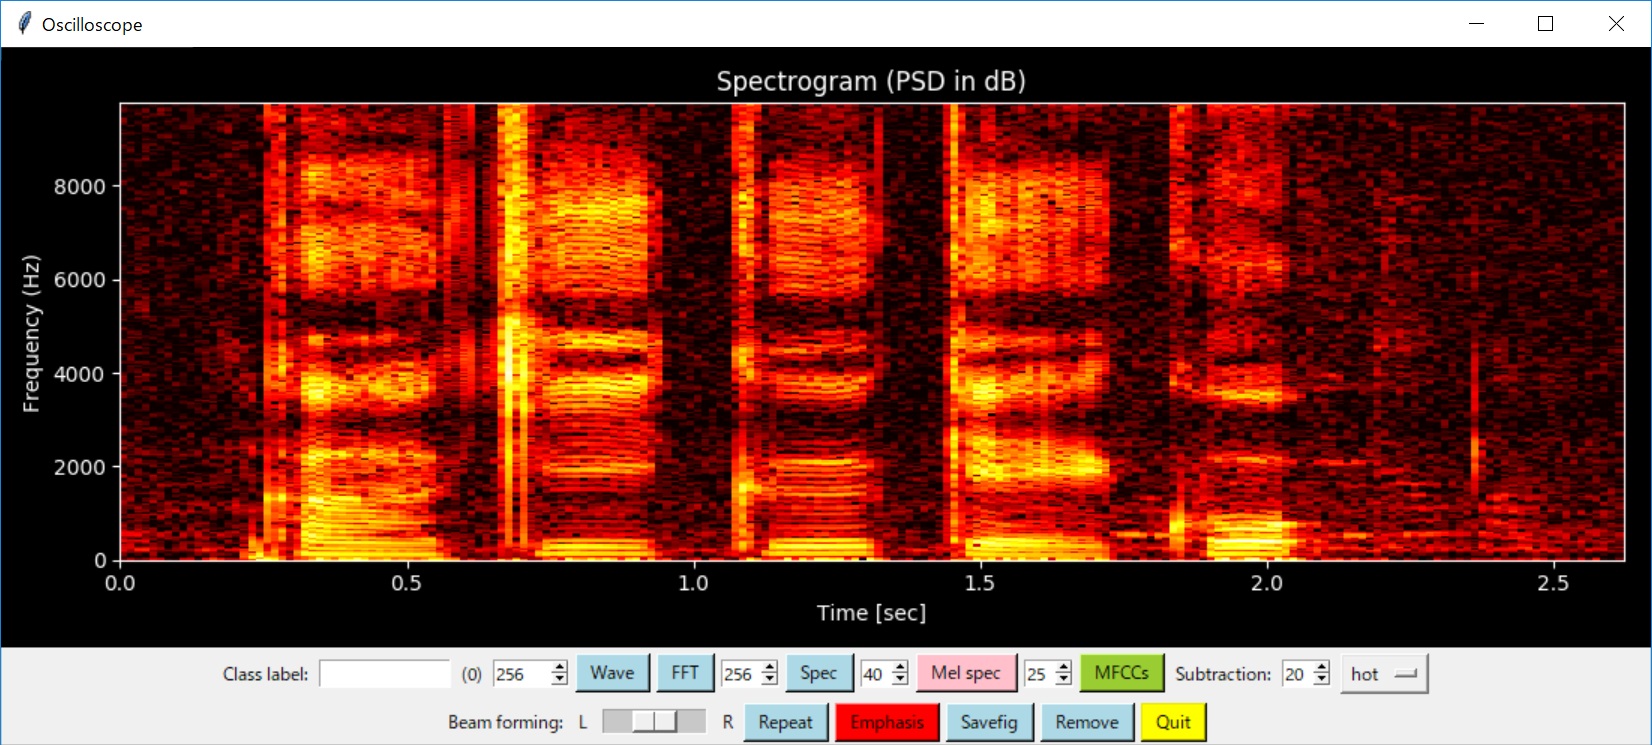 Oscilloscope
Spectrogram (PSD in dB)
Frequency (Hz)
8000
6000
4000
2000
0
0.0 0.5 1.0 1.5 2.0 2.5
Time [sec]
Class label: (0) 256 Wave FFT 256 Spec 40 Mel spec 25 MFCCs Subtraction: 20 hot
Beam forming: L R Repeat Emphasis Savefig Remove Quit